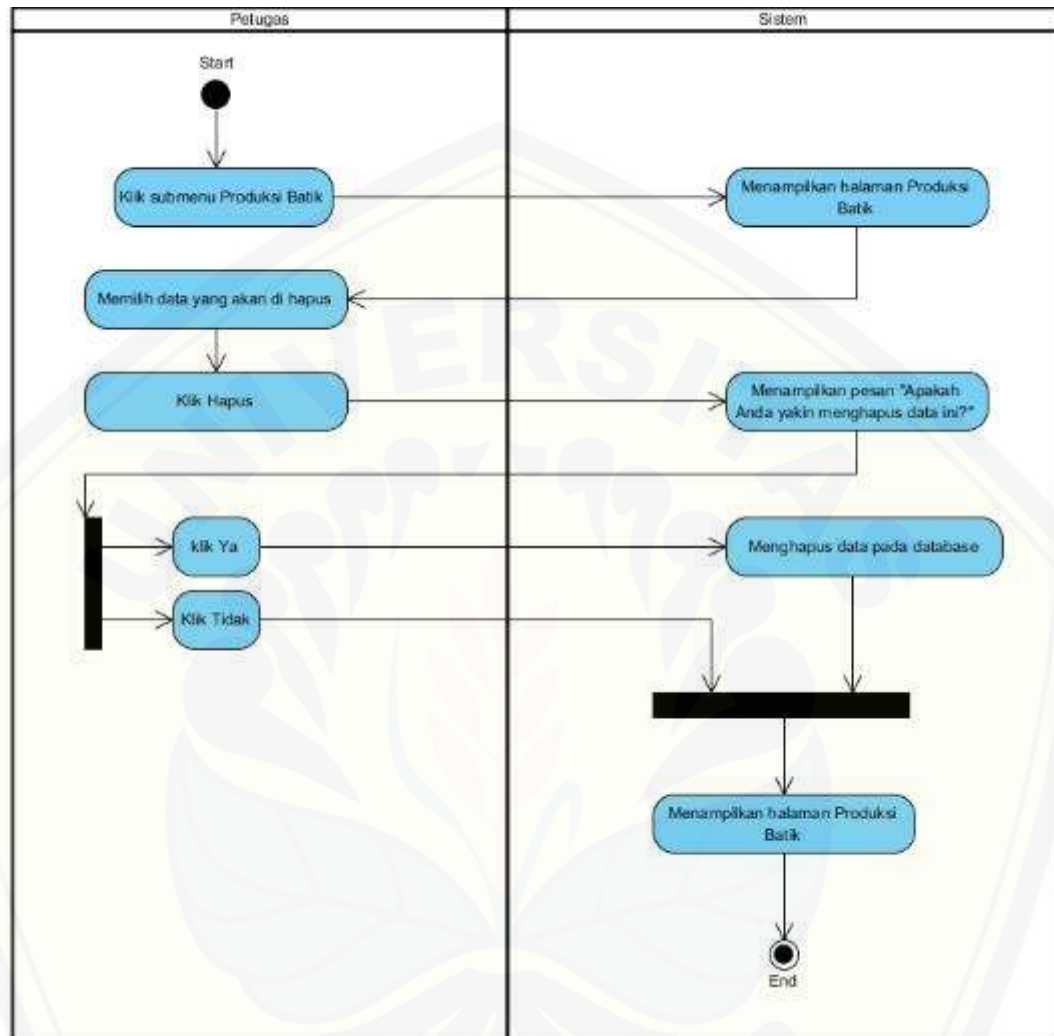 Petugas
Sistem
Start
Klik submenu Produksi Batik
Menampilkan halaman Produksi
Batik
Memilih data yang akan di hapus
Klik Hapus
Menampilkan pesan "Apakah
Anda yakin menghapus data ini?"
klik Ya
Menghapus data pada database
Klik Tidak
Menampilkan halaman Produksi
Batik
End
UNIVERSITAS